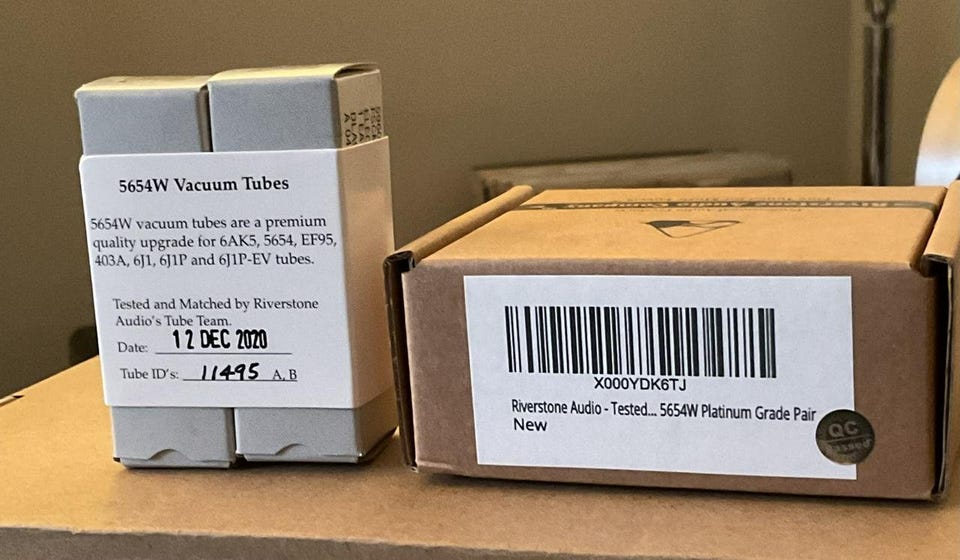 5654W Vacuum Tubes
5654W vacuum tubes are a premium
quality upgrade for 6AK5, 5654, EF95,
403A, 6J1, 6J1P and 6J1P-EV tubes.
Tested and Matched by Riverstone
Audio's Tube Team.
Date: 12 DEC 2020
Tube ID's: 11495 A, B
X000YDK6TJ
Riverstone Audio - Tested... 5654W Platinum Grade Pair
New
QC